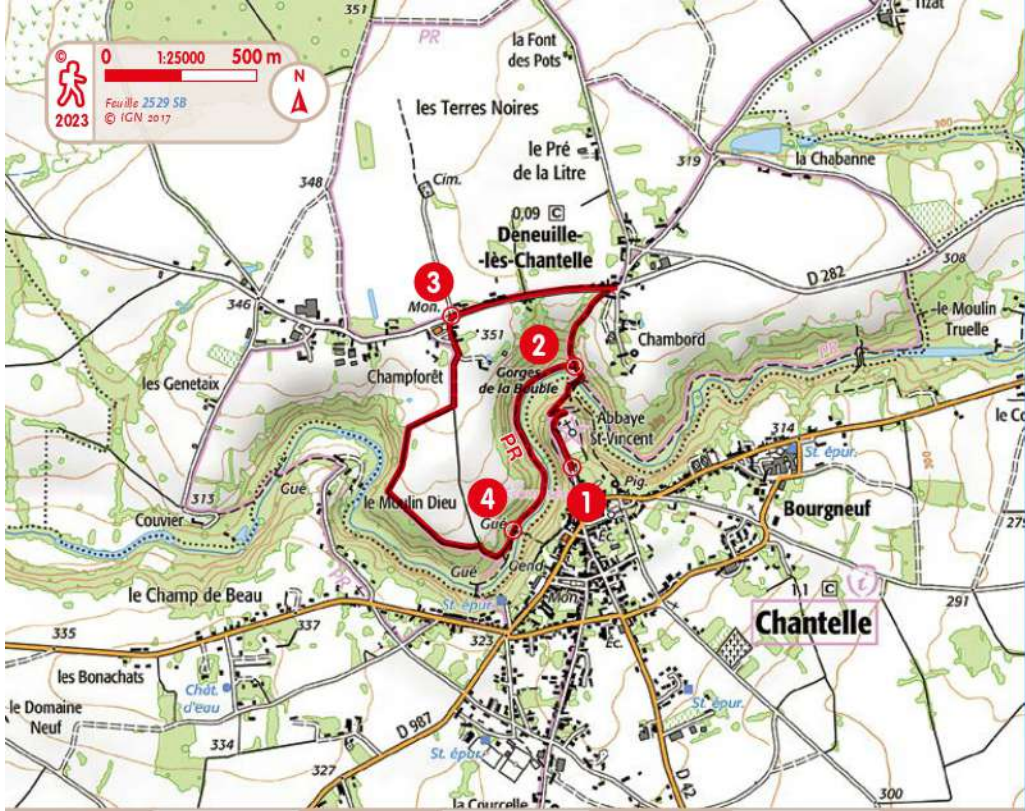 351
PR
Tizat
©
2023
0 1:25000 500 m
Feuille 2529 SB
© IGN 2017
N
la Font
des Pots
les Terres Noires
300
348
Cim.
le Pré
de la Litre
319
la Chabanne
0,09 C
Deneuille-
-lès-Chantelle
D 282
308
346
3
Mon.
351
2
Chambord
le Moulin
Truelle
PR
les Genetaix
Champforêt
Gorges
de la Bouble
Abbaye
St-Vincent
314
St. épur.
PR
Gué
Pig.
313
Couvier
le Moulin Dieu
4
Gué
1
Bourgneuf
Éc.
Gué
Gend.
PR
le Champ de Beau
St. épur.
Mon.
1,1 C
i
291
335
337
323
Éc.
Chantelle
les Bonachats
Chât.
d'eau
St. épur.
le Domaine
Neuf
D 987
334
St. épur.
327
D 42
300
la Courcelle